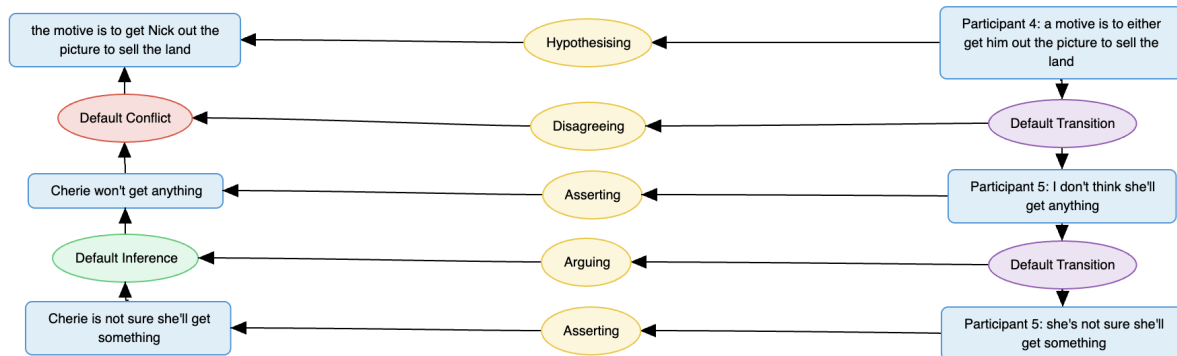 the motive is to get Nick out the
picture to sell the land
Hypothesising
Participant 4: a motive is to either
get him out the picture to sell the
land
Default Conflict
Disagreeing
Default Transition
Cherie won't get anything
Asserting
Participant 5: I don't think she'll
get anything
Default Inference
Arguing
Default Transition
Cherie is not sure she'll get
something
Asserting
Participant 5: she's not sure she'll
get something